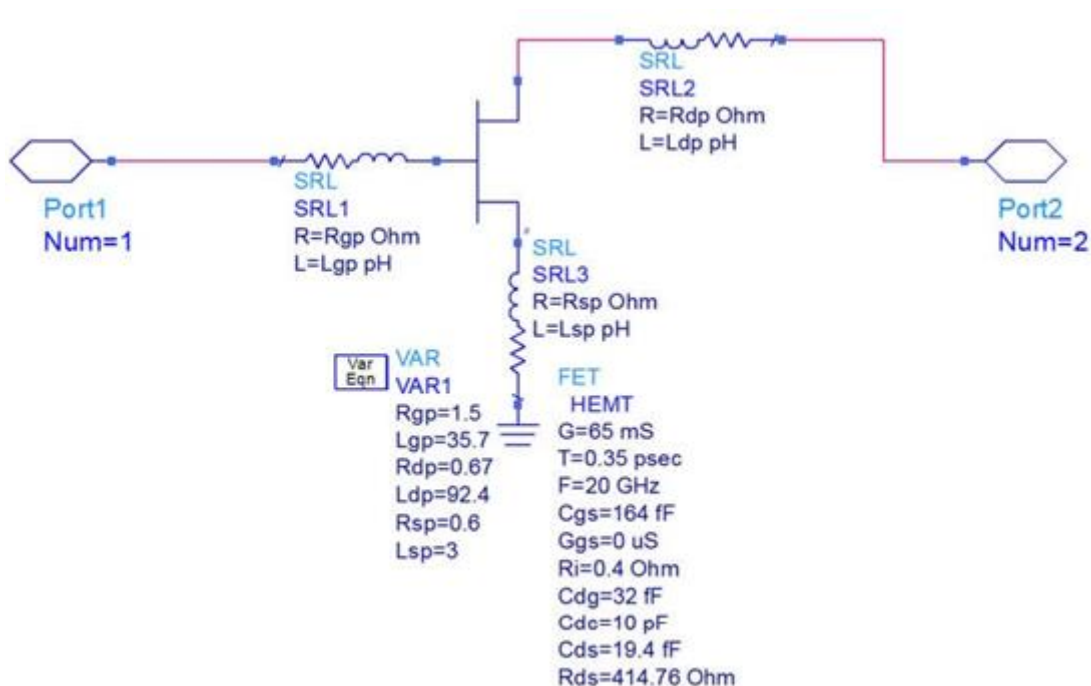 SRL
SRL2
R=Rdp Ohm
L=Ldp pH
Port1
Num=1
SRL
SRL1
R=Rgp Ohm
L=Lgp pH
Port2
Num=2
SRL
SRL3
R=Rsp Ohm
L=Lsp pH
Var
Eqn
VAR
VAR1
Rgp=1.5
Lgp=35.7
Rdp=0.67
Ldp=92.4
Rsp=0.6
Lsp=3
FET
HEMT
G=65 mS
T=0.35 psec
F=20 GHz
Cgs=164 fF
Ggs=0 uS
Ri=0.4 Ohm
Cdg=32 fF
Cdc=10 pF
Cds=19.4 fF
Rds=414.76 Ohm